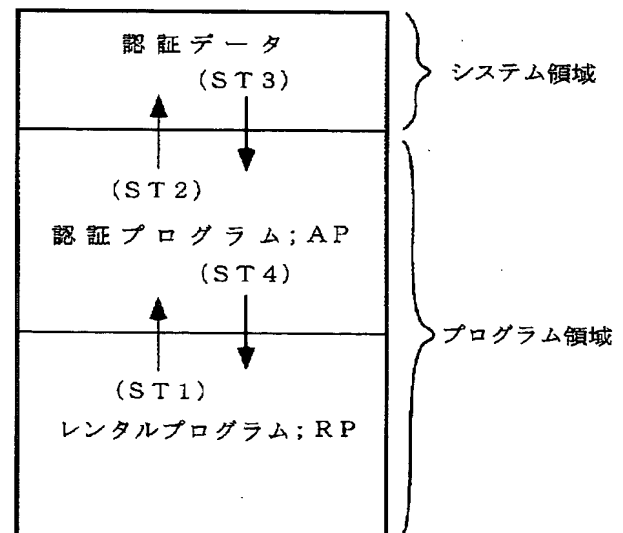 認証データ
(ST3)
システム領域
(ST2)
認証プログラム;AP
(ST4)
プログラム領域
(ST1)
レンタルプログラム;RP